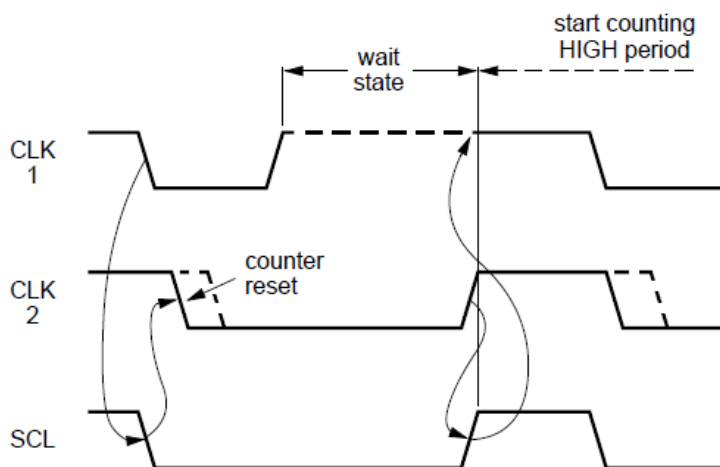 start counting
HIGH period
wait
state
CLK
1
counter
reset
CLK
2
SCL